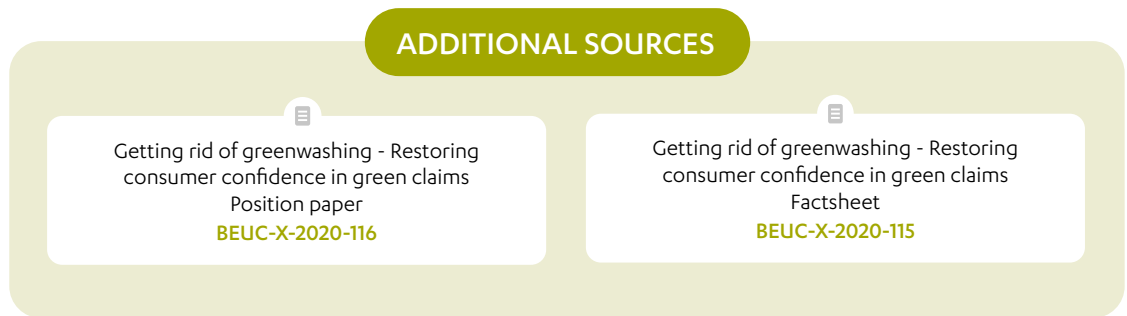 ADDITIONAL SOURCES
Getting rid of greenwashing - Restoring
consumer confidence in green claims
Position paper
BEUC-X-2020-116
Getting rid of greenwashing - Restoring
consumer confidence in green claims
Factsheet
BEUC-X-2020-115